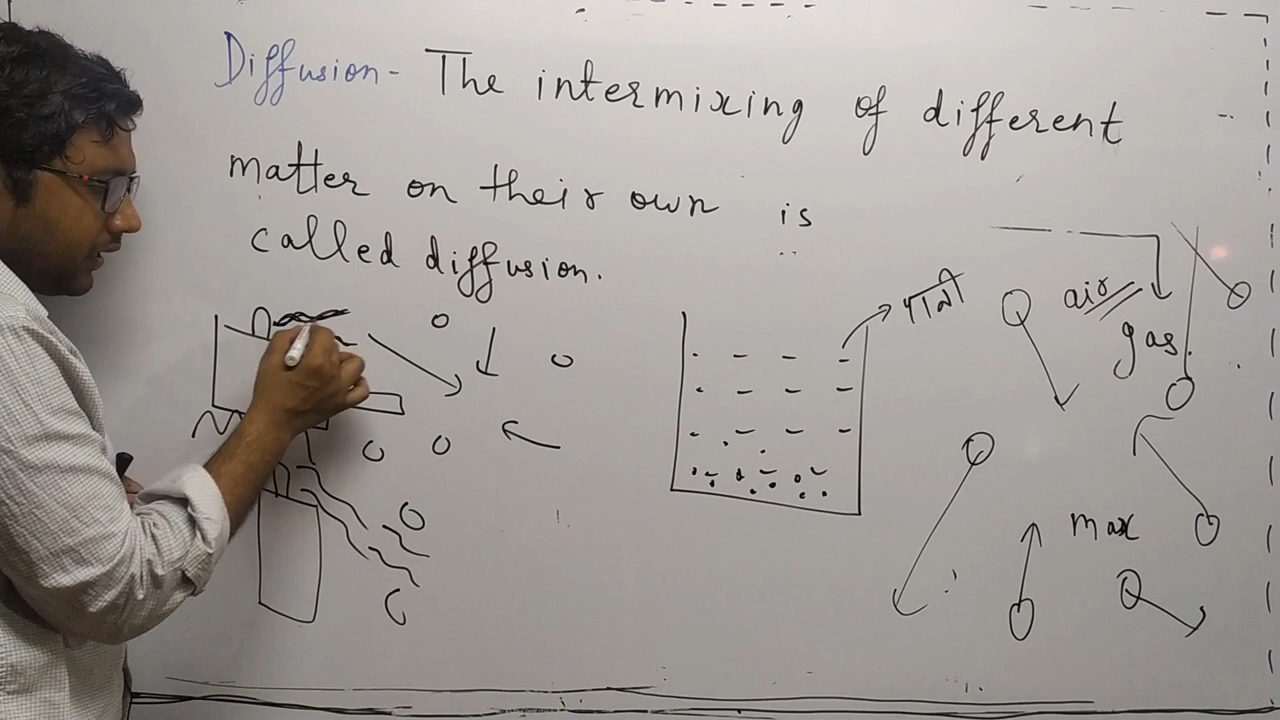 Diffusion - The intermixing of different
matter on their own is
called diffusion.
पानी
air
gas
max